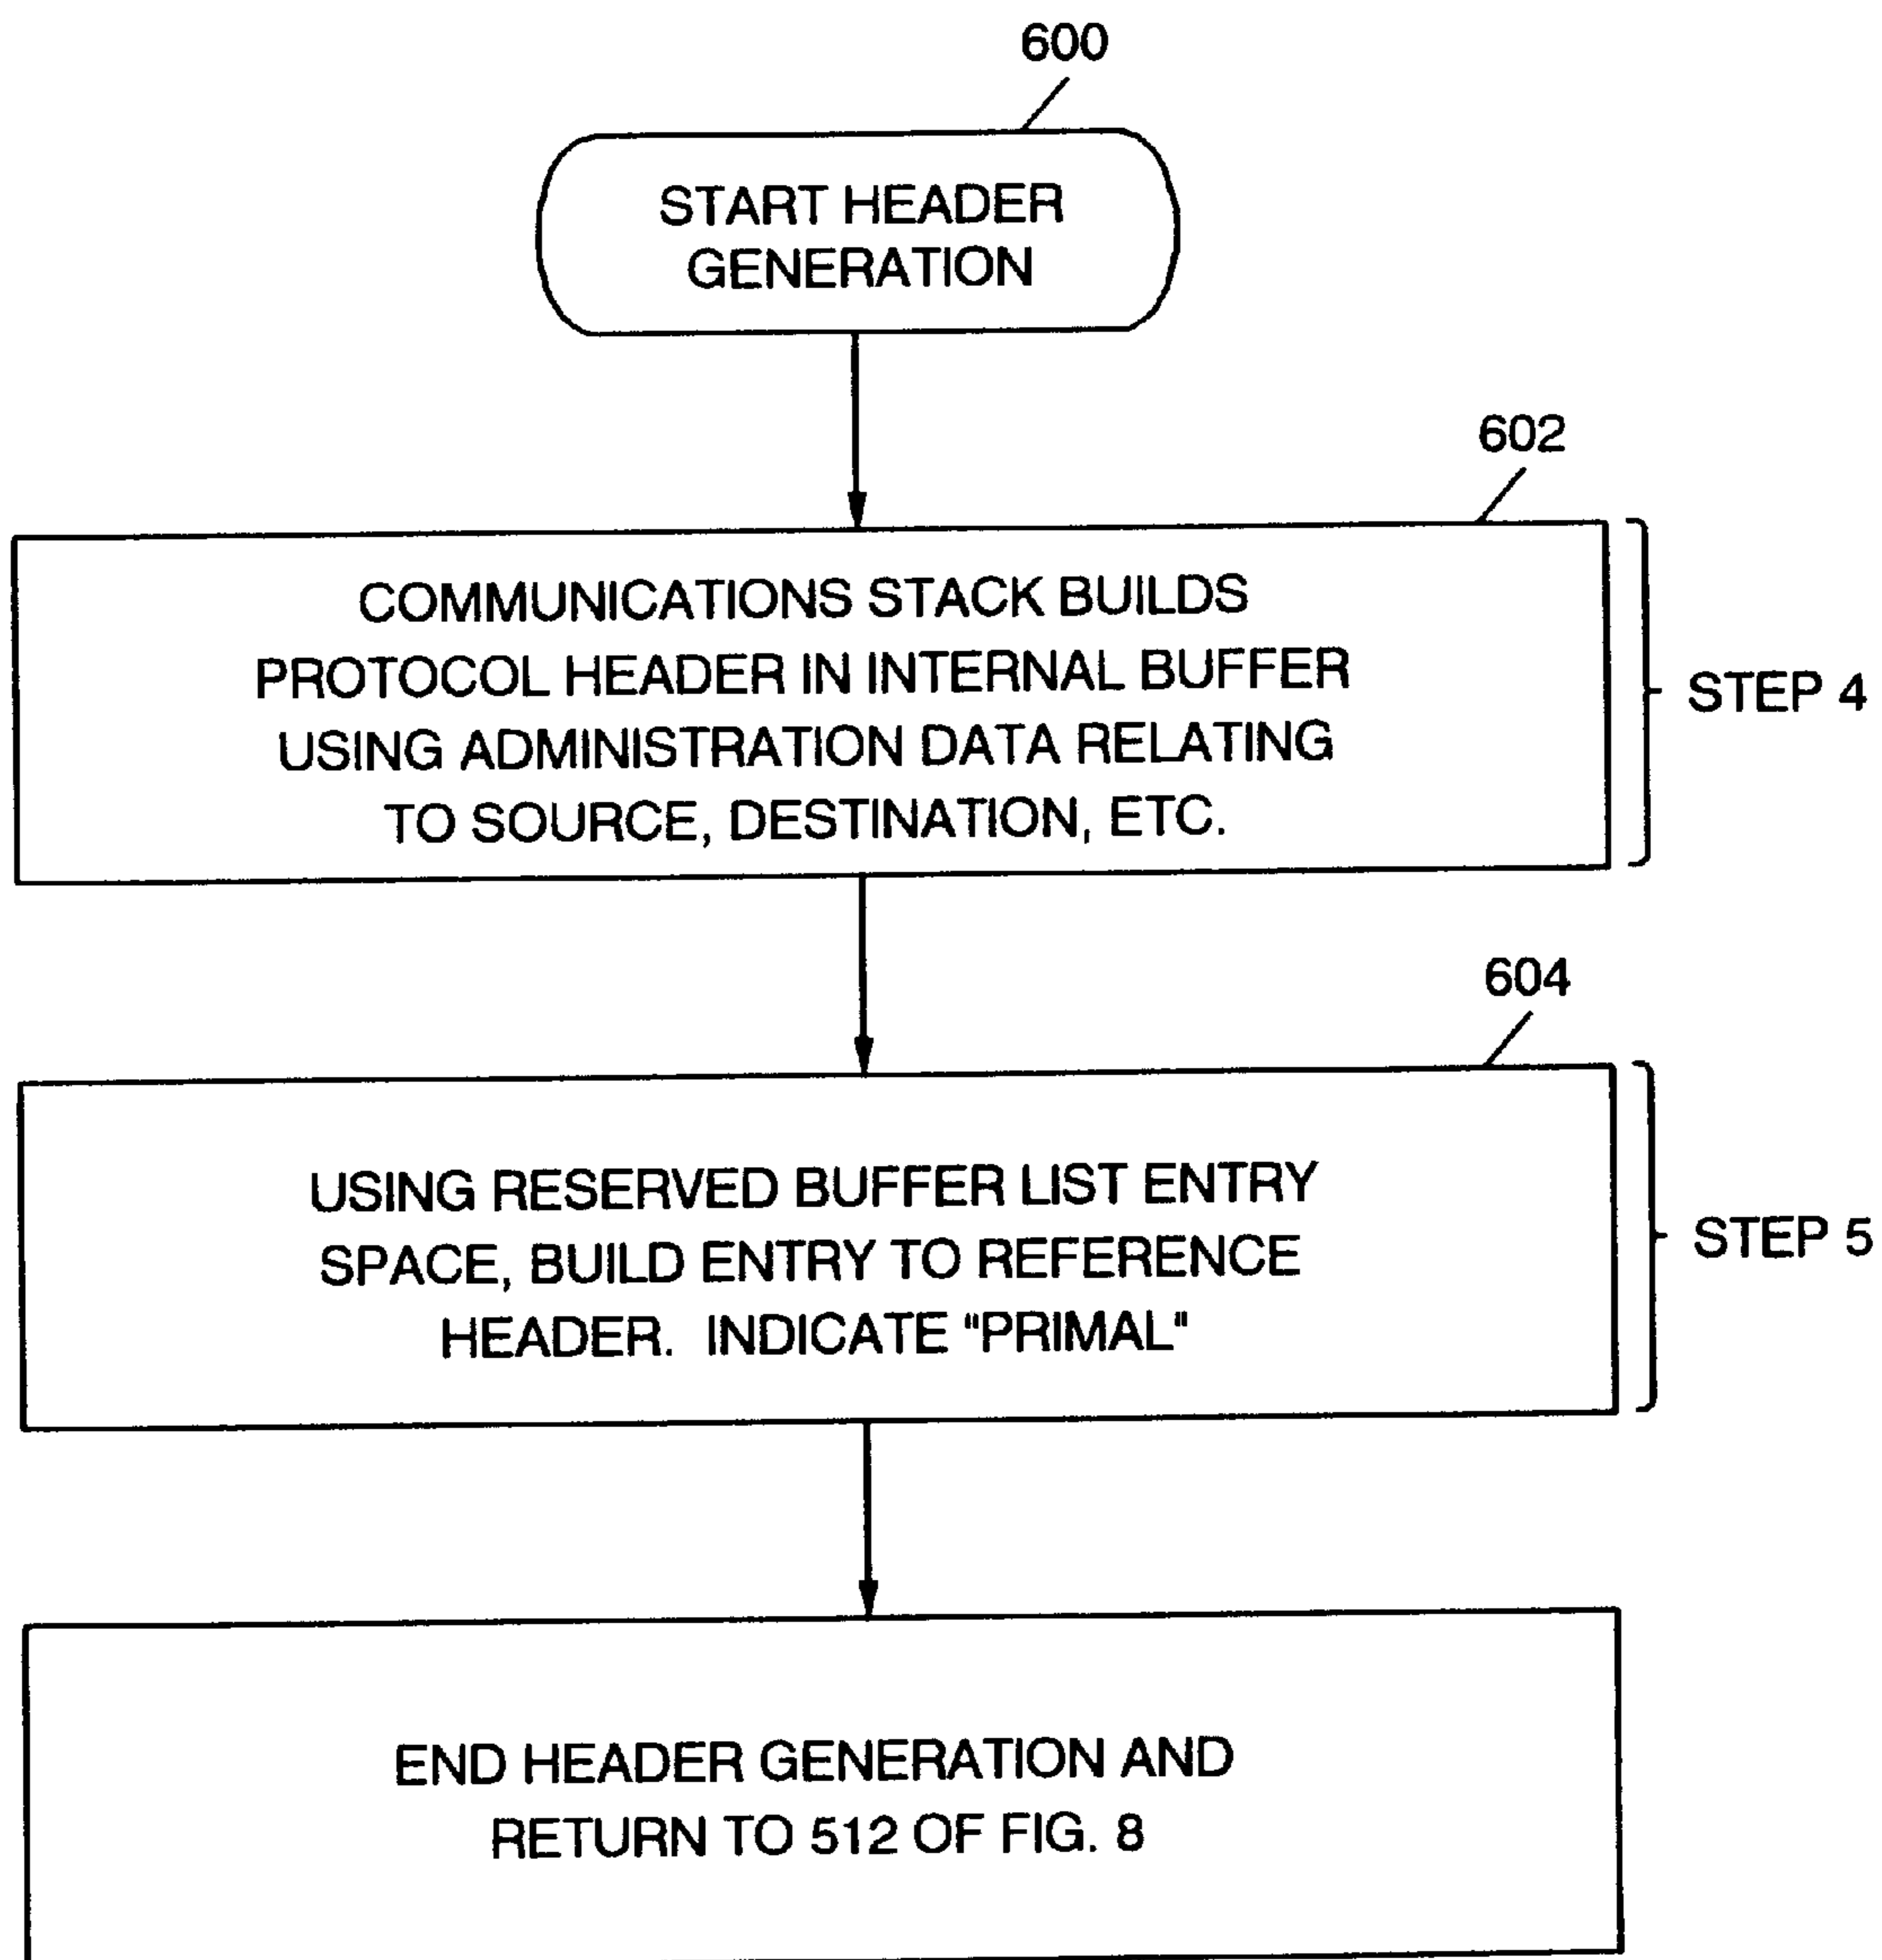 600
START HEADER
GENERATION
602
COMMUNICATIONS STACK BUILDS
PROTOCOL HEADER IN INTERNAL BUFFER
USING ADMINISTRATION DATA RELATING
TO SOURCE, DESTINATION, ETC.
STEP 4
604
USING RESERVED BUFFER LIST ENTRY
SPACE, BUILD ENTRY TO REFERENCE
HEADER. INDICATE "PRIMAL"
STEP 5
END HEADER GENERATION AND
RETURN TO 512 OF FIG. 8